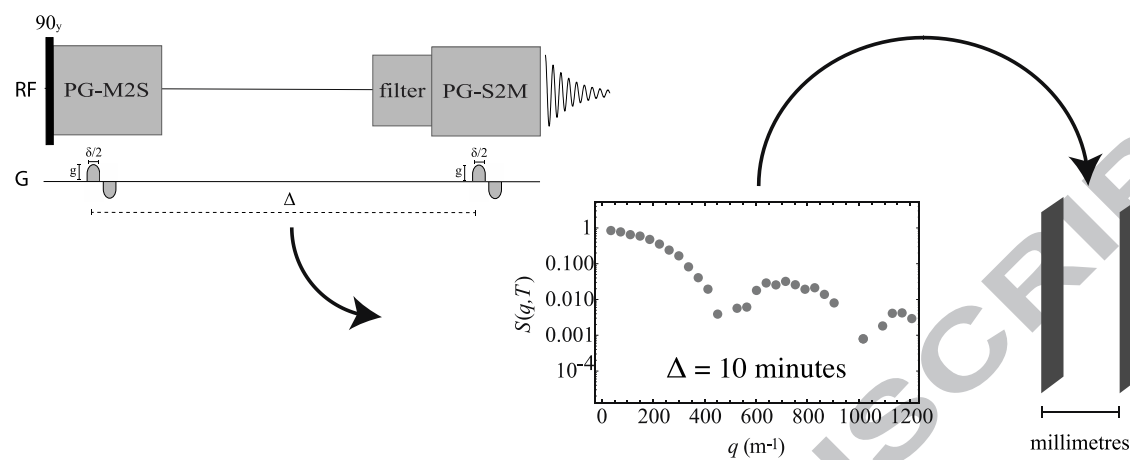 90y
RF
PG-M2S
filter
PG-S2M
δ/2
g
δ/2
g
G
Δ
S(q,T)
1
0.100
0.010
0.001
10⁻⁴
Δ = 10 minutes
0
200
400
600
800
1000
1200
q (m⁻¹)
millimetres